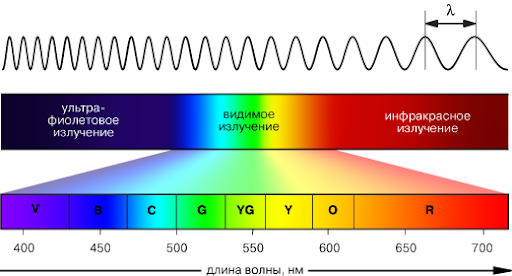 λ
ультра-
фиолетовое
излучение
видимое
излучение
инфракрасное
излучение
V B C G YG Y O R
400 450 500 550 600 650 700
длина волны, нм